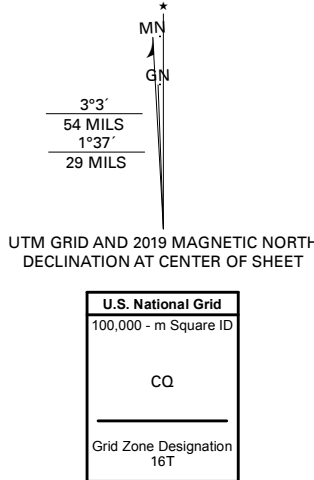 MN
GN
3°3´
54 MILS
1°37´
29 MILS
UTM GRID AND 2019 MAGNETIC NORTH
DECLINATION AT CENTER OF SHEET
U.S. National Grid
100,000 - m Square ID
CQ
Grid Zone Designation
16T